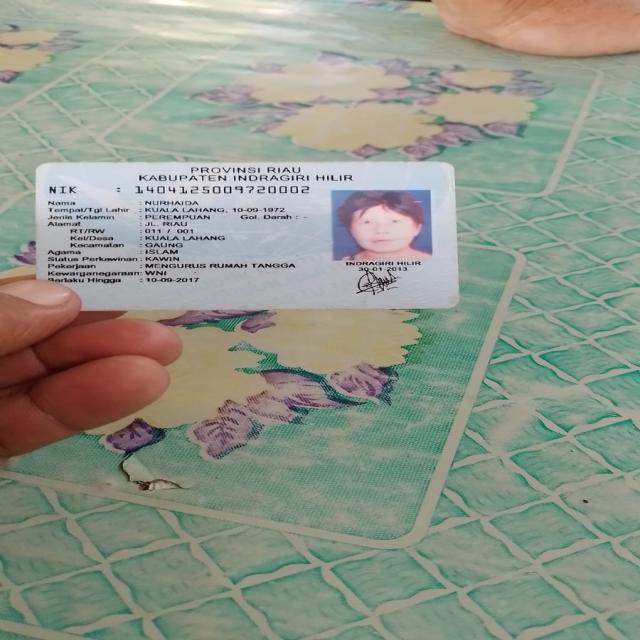 PROVINSI RIAU
KABUPATEN INDRAGIRI HILIR
NIK : 1404125009720002
Nama : NURHAIDA
Tempat/Tgl Lahir : KUALA LAHANG, 10-09-1972
Jenis Kelamin : PEREMPUAN Gol. Darah : -
Alamat : JL. RIAU
RT/RW : 011 / 001
Kel/Desa : KUALA LAHANG
Kecamatan : GAUNG
Agama : ISLAM
Status Perkawinan : KAWIN
Pekerjaan : MENGURUS RUMAH TANGGA
Kewarganegaraan : WNI
Berlaku Hingga : 10-09-2017
INDRAGIRI HILIR
30-01-2013